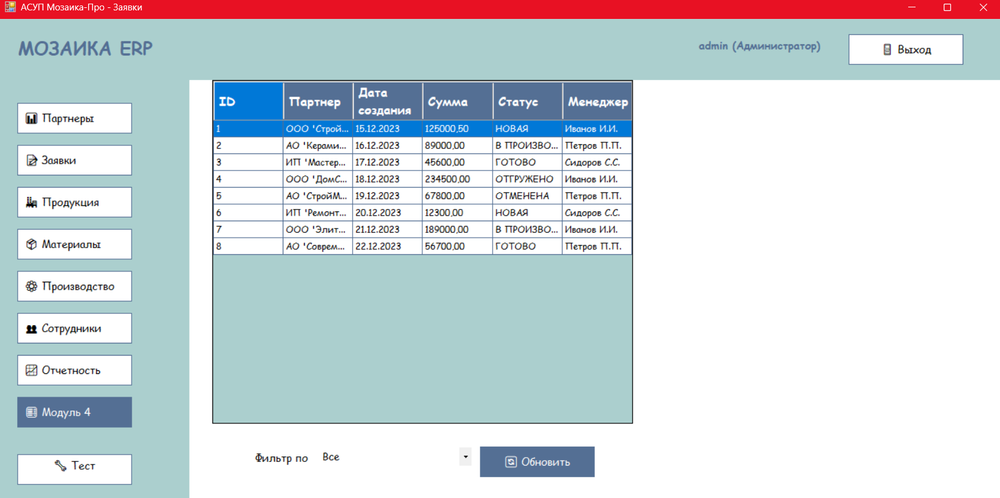 АСУП Мозаика-Про - Заявки
МОЗАИКА ERP
admin (Администратор)
Выход
Партнеры
Заявки
Продукция
Материалы
Производство
Сотрудники
Отчетность
Модуль 4
Тест
ID Партнер Дата создания Сумма Статус Менеджер
1 ООО 'Строй... 15.12.2023 125000,50 НОВАЯ Иванов И.И.
2 АО 'Керами... 16.12.2023 89000,00 В ПРОИЗВО... Петров П.П.
3 ИП 'Мастер... 17.12.2023 45600,00 ГОТОВО Сидоров С.С.
4 ООО 'ДомС... 18.12.2023 234500,00 ОТГРУЖЕНО Иванов И.И.
5 АО 'СтройМ... 19.12.2023 67800,00 ОТМЕНЕНА Петров П.П.
6 ИП 'Ремонт... 20.12.2023 12300,00 НОВАЯ Сидоров С.С.
7 ООО 'Элит... 21.12.2023 189000,00 В ПРОИЗВО... Иванов И.И.
8 АО 'Соврем... 22.12.2023 56700,00 ГОТОВО Петров П.П.
Фильтр по Все
Обновить